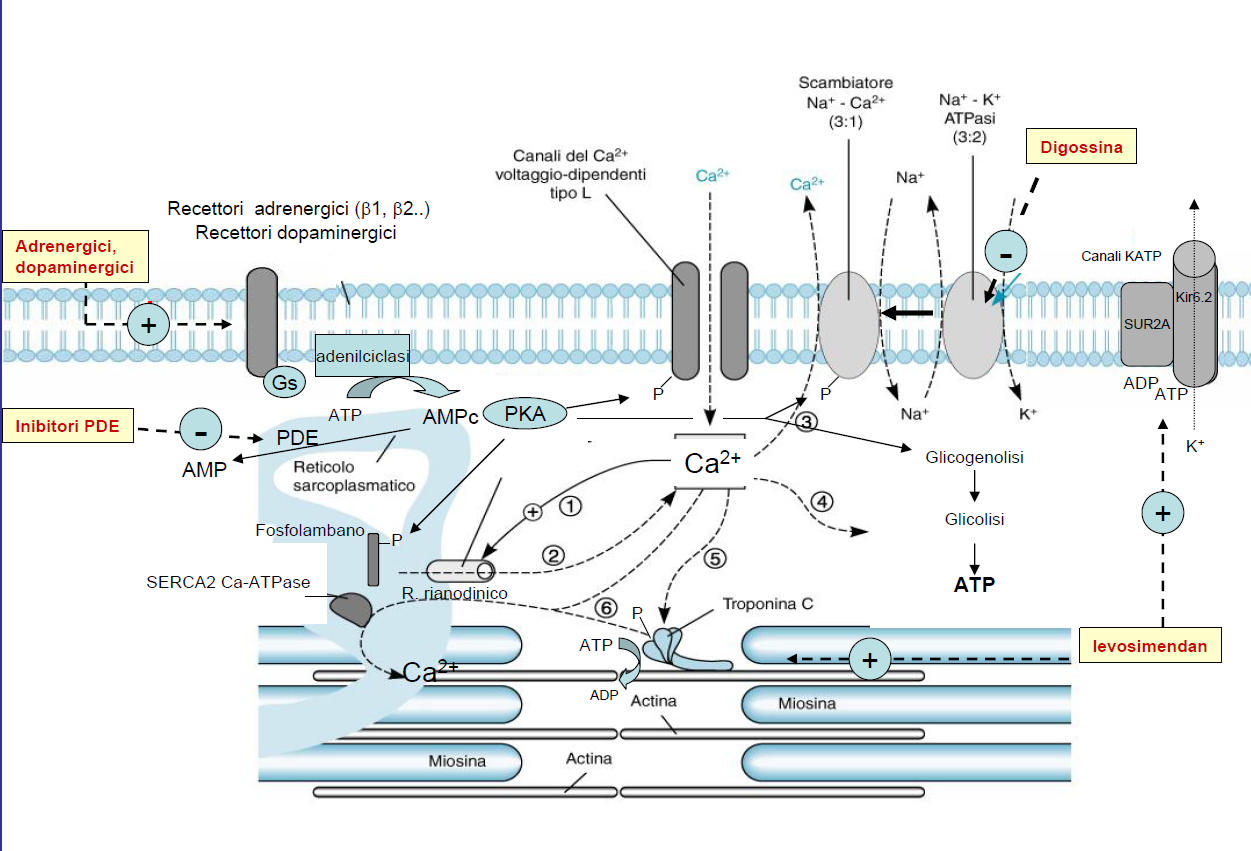 Scambiatore
Na⁺ - Ca²⁺
(3:1)
Na⁺ - K⁺
ATPasi
(3:2)
Digossina
Canali del Ca²⁺
voltaggio-dipendenti
tipo L
Ca²⁺
Ca²⁺
Na⁺
Recettori adrenergici (β1, β2..)
Recettori dopaminergici
Adrenergici,
dopaminergici
+
-
Canali KATP
Kir6.2
SUR2A
adenilciclasi
Gs
ADP
ATP
P
P
ATP
AMPc
PKA
Na⁺
K⁺
K⁺
Inibitori PDE
-
PDE
AMP
3
Reticolo
sarcoplasmatico
Ca²⁺
Glicogenolisi
+
1
4
+
Glicolisi
Fosfolambano
P
2
5
SERCA2 Ca-ATPase
R. rianodinico
ATP
6
P
Troponina C
ATP
levosimendan
+
Ca²⁺
ADP
Actina
Miosina
Miosina
Actina